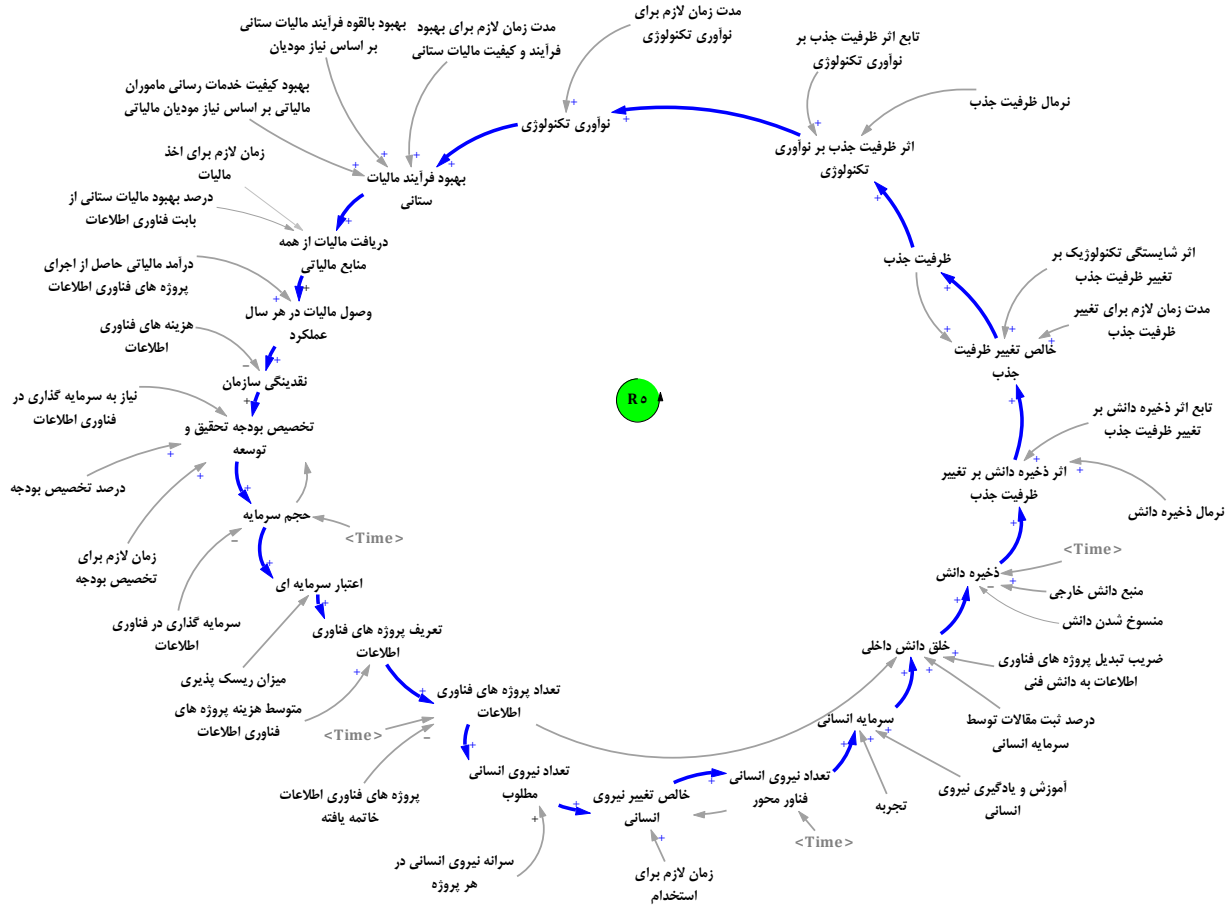 مدت زمان لازم برای
نوآوری تکنولوژی
بهبود بالقوه فرآیند مالیات ستانی
بر اساس نیاز مودیان
مدت زمان لازم برای بهبود
فرآیند و کیفیت مالیات ستانی
تابع اثر ظرفیت جذب بر
نوآوری تکنولوژی
بهبود کیفیت خدمات رسانی ماموران
مالیاتی بر اساس نیاز مودیان مالیاتی
نرمال ظرفیت جذب
نوآوری تکنولوژی
اثر ظرفیت جذب بر نوآوری
تکنولوژی
زمان لازم برای اخذ
مالیات
بهبود فرآیند مالیات
ستانی
درصد بهبود مالیات ستانی از
بابت فناوری اطلاعات
دریافت مالیات از همه
منابع مالیاتی
ظرفیت جذب
اثر شایستگی تکنولوژیک بر
تغییر ظرفیت جذب
درآمد مالیاتی حاصل از اجرای
پروژه های فناوری اطلاعات
وصول مالیات در هر سال
عملکرد
مدت زمان لازم برای تغییر
ظرفیت جذب
هزینه های فناوری
اطلاعات
خالص تغییر ظرفیت
جذب
نقدینگی سازمان
R5
نیاز به سرمایه گذاری در
فناوری اطلاعات
تابع اثر ذخیره دانش بر
تغییر ظرفیت جذب
تخصیص بودجه تحقیق و
توسعه
اثر ذخیره دانش بر تغییر
ظرفیت جذب
درصد تخصیص بودجه
نرمال ذخیره دانش
حجم سرمایه
<Time>
زمان لازم برای
تخصیص بودجه
<Time>
ذخیره دانش
اعتبار سرمایه ای
منبع دانش خارجی
منسوخ شدن دانش
سرمایه گذاری در فناوری
اطلاعات
تعریف پروژه های فناوری
اطلاعات
خلق دانش داخلی
ضریب تبدیل پروژه های فناوری
اطلاعات به دانش فنی
میزان ریسک پذیری
تعداد پروژه های فناوری
اطلاعات
متوسط هزینه پروژه های
فناوری اطلاعات
<Time>
سرمایه انسانی
درصد ثبت مقالات توسط
سرمایه انسانی
تعداد نیروی انسانی
مطلوب
تعداد نیروی انسانی
فناور محور
آموزش و یادگیری نیروی
انسانی
پروژه های فناوری اطلاعات
خاتمه یافته
خالص تغییر نیروی
انسانی
تجربه
<Time>
سرانه نیروی انسانی در
هر پروژه
زمان لازم برای
استخدام